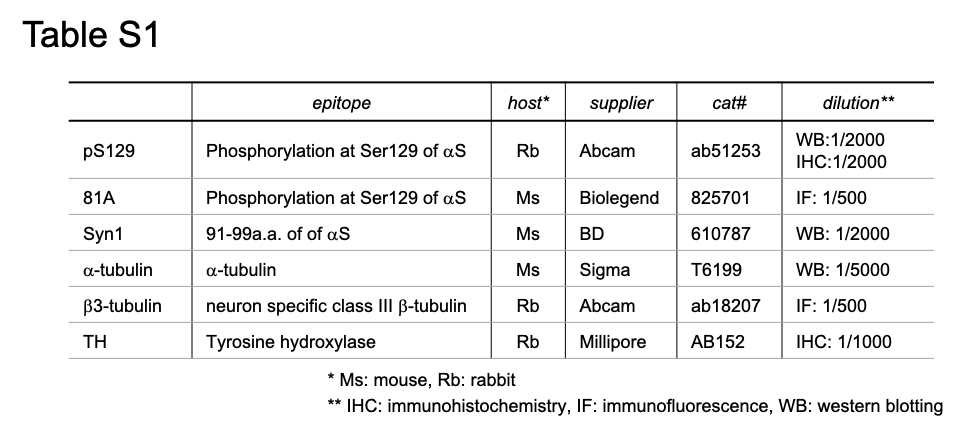 Table S1
epitope host* supplier cat# dilution**
pS129 Phosphorylation at Ser129 of αS Rb Abcam ab51253 WB:1/2000
IHC:1/2000
81A Phosphorylation at Ser129 of αS Ms Biolegend 825701 IF: 1/500
Syn1 91-99a.a. of of αS Ms BD 610787 WB: 1/2000
α-tubulin α-tubulin Ms Sigma T6199 WB: 1/5000
β3-tubulin neuron specific class III β-tubulin Rb Abcam ab18207 IF: 1/500
TH Tyrosine hydroxylase Rb Millipore AB152 IHC: 1/1000
* Ms: mouse, Rb: rabbit
** IHC: immunohistochemistry, IF: immunofluorescence, WB: western blotting